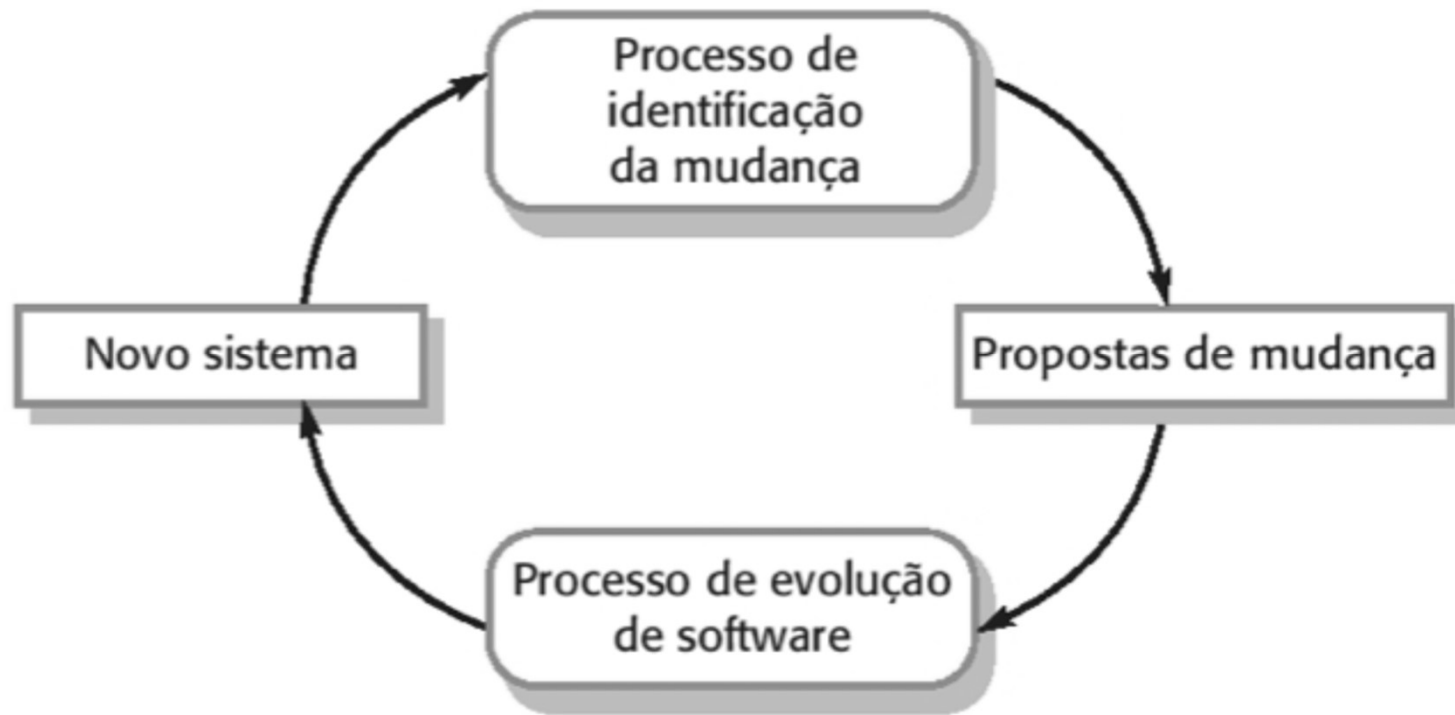 Processo de
identificação
da mudança
Novo sistema
Propostas de mudança
Processo de evolução
de software